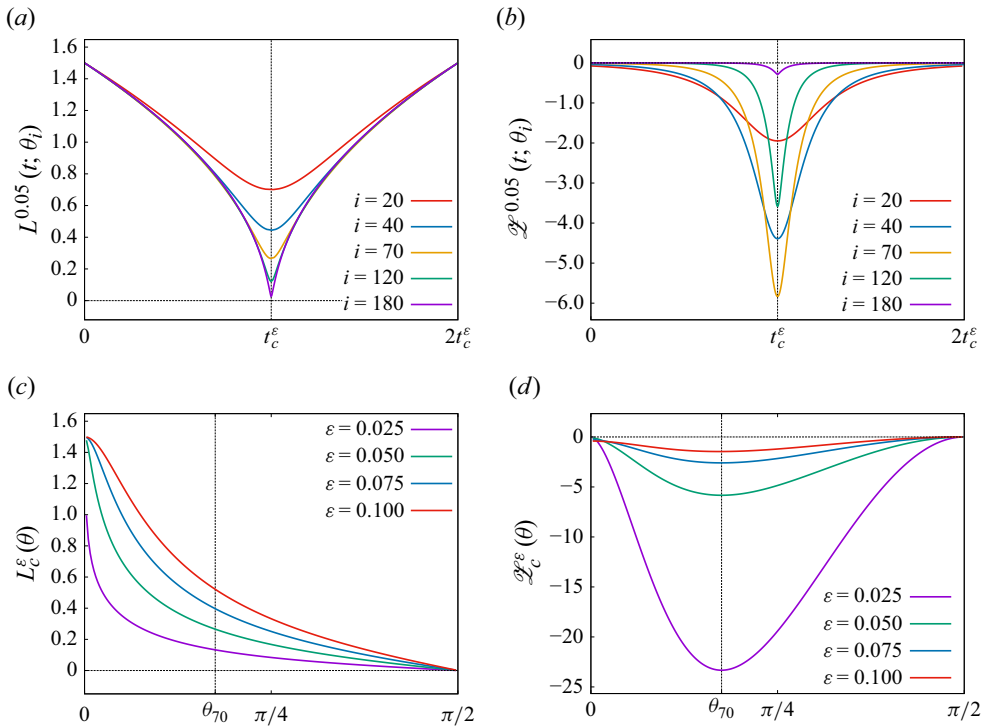 (a)
1.6
1.4
1.2
1.0
0.8
0.6
0.4
0.2
0
L^{0.05} (t; θ_i)
i = 20
i = 40
i = 70
i = 120
i = 180
0
t_c^ε
2t_c^ε
(b)
0
−1.0
−2.0
−3.0
−4.0
−5.0
−6.0
𝓛^{0.05} (t; θ_i)
i = 20
i = 40
i = 70
i = 120
i = 180
0
t_c^ε
2t_c^ε
(c)
1.6
1.4
1.2
1.0
0.8
0.6
0.4
0.2
0
L_c^ε (θ)
ε = 0.025
ε = 0.050
ε = 0.075
ε = 0.100
0
θ_{70}
π/4
π/2
(d)
0
−5
−10
−15
−20
−25
𝓛_c^ε (θ)
ε = 0.025
ε = 0.050
ε = 0.075
ε = 0.100
0
θ_{70}
π/4
π/2